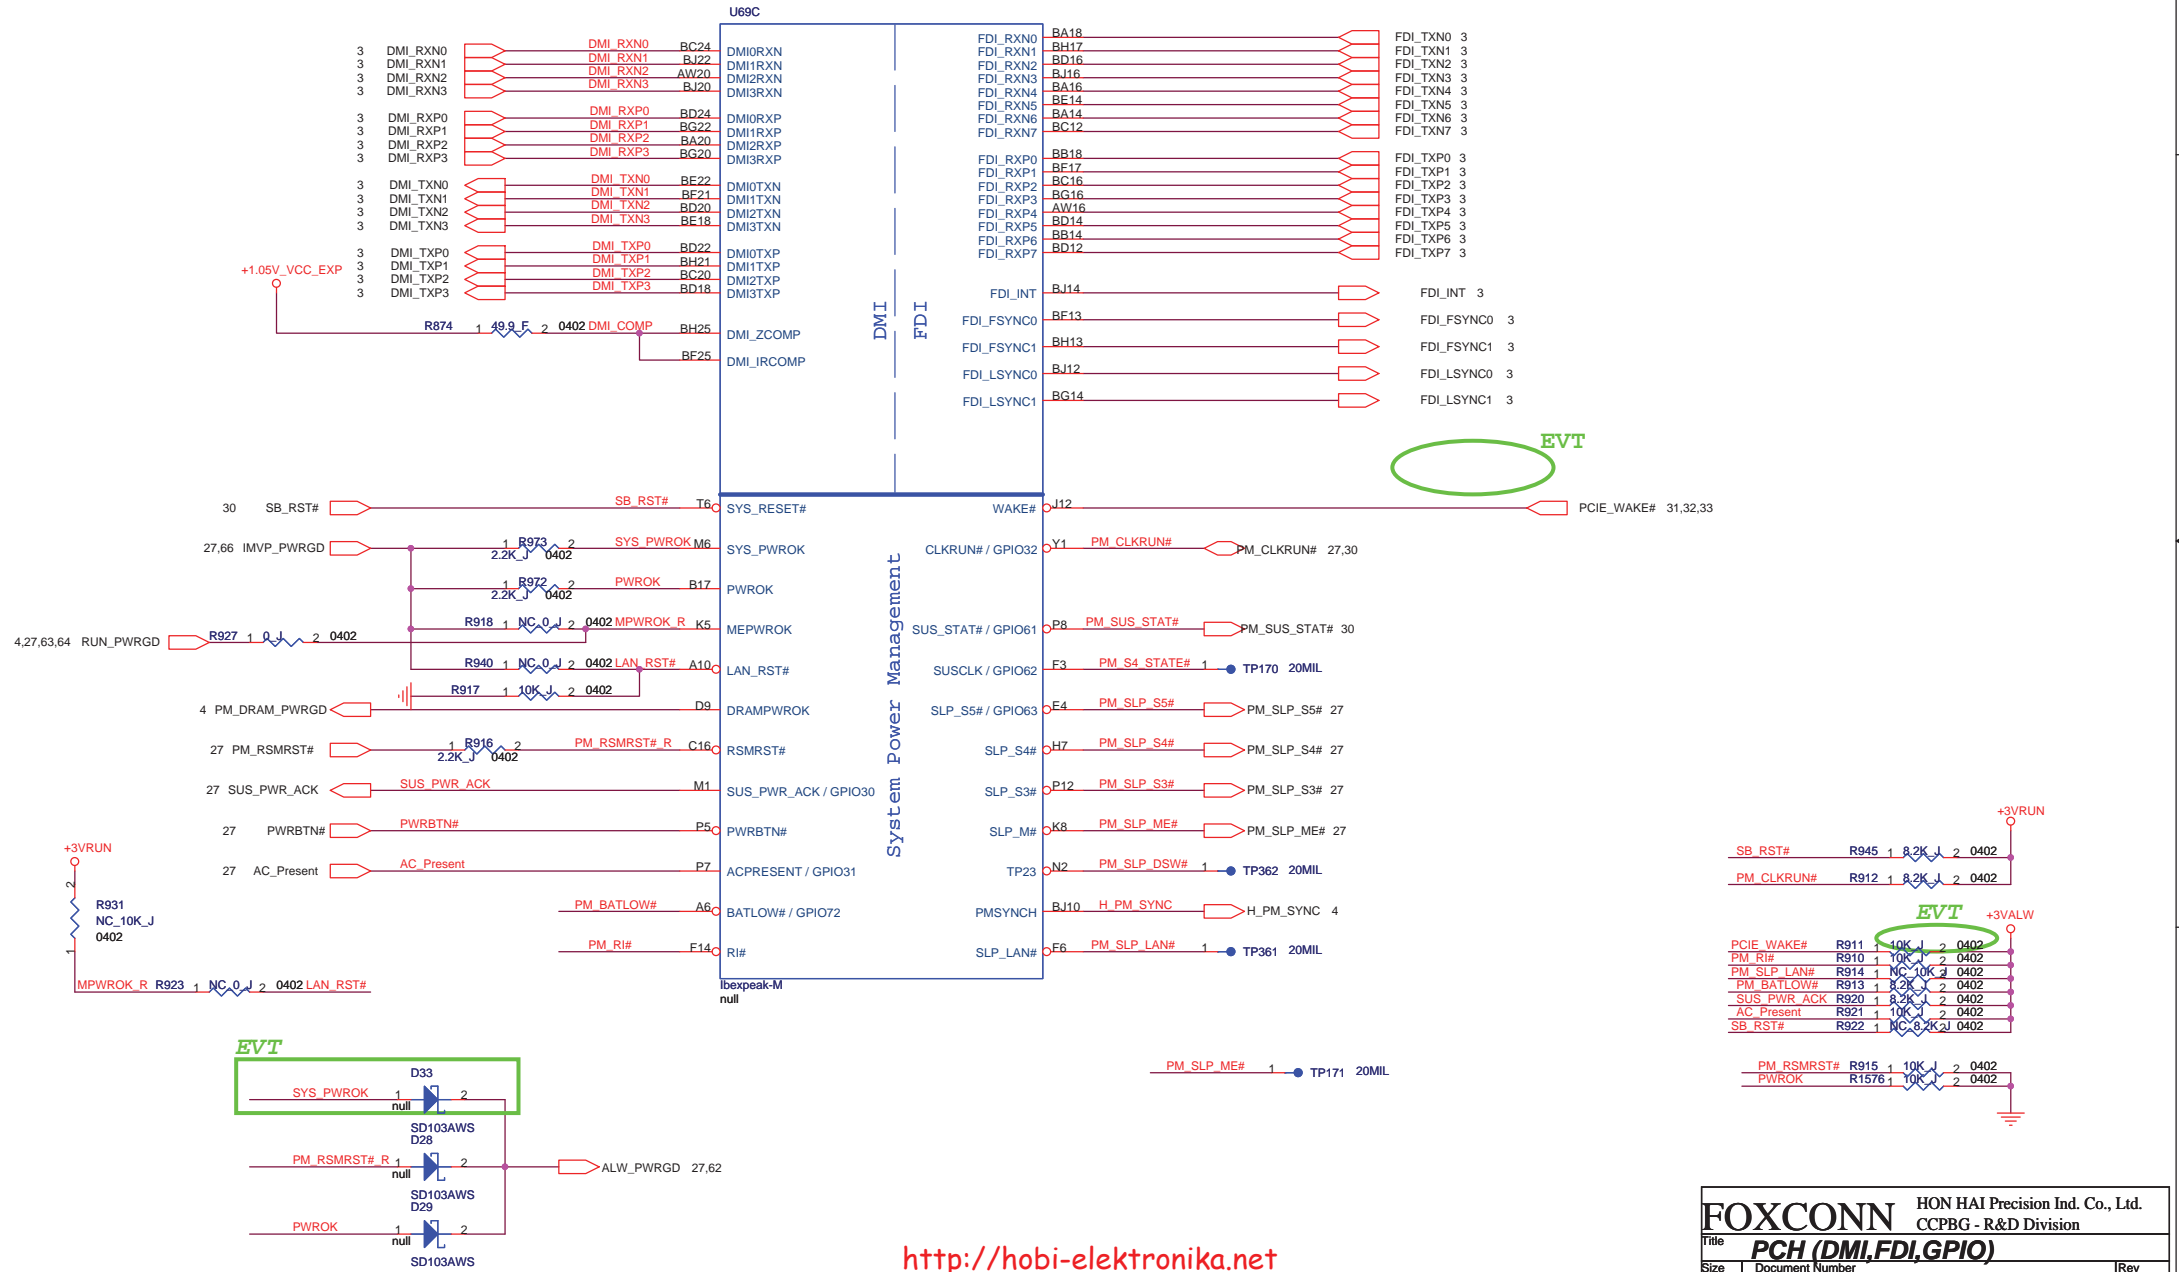 U69C
3 DMI_RXN0 DMI_RXN0 BC24 DMI0RXN
3 DMI_RXN1 DMI_RXN1 BJ22 DMI1RXN
3 DMI_RXN2 DMI_RXN2 AW20 DMI2RXN
3 DMI_RXN3 DMI_RXN3 BJ20 DMI3RXN
3 DMI_RXP0 DMI_RXP0 BD24 DMI0RXP
3 DMI_RXP1 DMI_RXP1 BG22 DMI1RXP
3 DMI_RXP2 DMI_RXP2 BA20 DMI2RXP
3 DMI_RXP3 DMI_RXP3 BG20 DMI3RXP
3 DMI_TXN0 DMI_TXN0 BE22 DMI0TXN
3 DMI_TXN1 DMI_TXN1 BF21 DMI1TXN
3 DMI_TXN2 DMI_TXN2 BD20 DMI2TXN
3 DMI_TXN3 DMI_TXN3 BE18 DMI3TXN
3 DMI_TXP0 DMI_TXP0 BD22 DMI0TXP
3 DMI_TXP1 DMI_TXP1 BH21 DMI1TXP
3 DMI_TXP2 DMI_TXP2 BC20 DMI2TXP
3 DMI_TXP3 DMI_TXP3 BD18 DMI3TXP
+1.05V_VCC_EXP
R874 1 49.9_F 2 0402 DMI_COMP BH25 DMI_ZCOMP
BF25 DMI_IRCOMP
DMI
FDI
FDI_RXN0 BA18 FDI_TXN0 3
FDI_RXN1 BH17 FDI_TXN1 3
FDI_RXN2 BD16 FDI_TXN2 3
FDI_RXN3 BJ16 FDI_TXN3 3
FDI_RXN4 BA16 FDI_TXN4 3
FDI_RXN5 BE14 FDI_TXN5 3
FDI_RXN6 BA14 FDI_TXN6 3
FDI_RXN7 BC12 FDI_TXN7 3
FDI_RXP0 BB18 FDI_TXP0 3
FDI_RXP1 BF17 FDI_TXP1 3
FDI_RXP2 BC16 FDI_TXP2 3
FDI_RXP3 BG16 FDI_TXP3 3
FDI_RXP4 AW16 FDI_TXP4 3
FDI_RXP5 BD14 FDI_TXP5 3
FDI_RXP6 BB14 FDI_TXP6 3
FDI_RXP7 BD12 FDI_TXP7 3
FDI_INT BJ14 FDI_INT 3
FDI_FSYNC0 BF13 FDI_FSYNC0 3
FDI_FSYNC1 BH13 FDI_FSYNC1 3
FDI_LSYNC0 BJ12 FDI_LSYNC0 3
FDI_LSYNC1 BG14 FDI_LSYNC1 3
EVT
30 SB_RST# SB_RST# T6 SYS_RESET#
27,66 IMVP_PWRGD 1 R973 2 2.2K_J 0402 SYS_PWROK M6 SYS_PWROK
1 R972 2 2.2K_J 0402 PWROK B17 PWROK
R918 1 NC_0_J 2 0402 MPWROK_R K5 MEPWROK
4,27,63,64 RUN_PWRGD R927 1 0_J 2 0402
R940 1 NC_0_J 2 0402 LAN_RST# A10 LAN_RST#
R917 1 10K_J 2 0402
4 PM_DRAM_PWRGD D9 DRAMPWROK
27 PM_RSMRST# 1 R916 2 2.2K_J 0402 PM_RSMRST#_R C16 RSMRST#
27 SUS_PWR_ACK SUS_PWR_ACK M1 SUS_PWR_ACK / GPIO30
27 PWRBTN# PWRBTN# P5 PWRBTN#
27 AC_Present AC_Present P7 ACPRESENT / GPIO31
PM_BATLOW# A6 BATLOW# / GPIO72
PM_RI# F14 RI#
System Power Management
WAKE# J12 PCIE_WAKE# 31,32,33
CLKRUN# / GPIO32 Y1 PM_CLKRUN# PM_CLKRUN# 27,30
SUS_STAT# / GPIO61 P8 PM_SUS_STAT# PM_SUS_STAT# 30
SUSCLK / GPIO62 F3 PM_S4_STATE# 1 TP170 20MIL
SLP_S5# / GPIO63 E4 PM_SLP_S5# PM_SLP_S5# 27
SLP_S4# H7 PM_SLP_S4# PM_SLP_S4# 27
SLP_S3# P12 PM_SLP_S3# PM_SLP_S3# 27
SLP_M# K8 PM_SLP_ME# PM_SLP_ME# 27
TP23 N2 PM_SLP_DSW# 1 TP362 20MIL
PMSYNCH BJ10 H_PM_SYNC H_PM_SYNC 4
SLP_LAN# F6 PM_SLP_LAN# 1 TP361 20MIL
Ibexpeak-M
null
+3VRUN
2
R931
NC_10K_J
0402
1
MPWROK_R R923 1 NC_0_J 2 0402 LAN_RST#
EVT
D33
SYS_PWROK 1 2
null
SD103AWS
D28
PM_RSMRST#_R 1 2
null
ALW_PWRGD 27,62
SD103AWS
D29
PWROK 1 2
null
SD103AWS
PM_SLP_ME# 1 TP171 20MIL
+3VRUN
SB_RST# R945 1 8.2K_J 2 0402
PM_CLKRUN# R912 1 8.2K_J 2 0402
EVT +3VALW
PCIE_WAKE# R911 1 10K_J 2 0402
PM_RI# R910 1 10K_J 2 0402
PM_SLP_LAN# R914 1 NC_10K_J 2 0402
PM_BATLOW# R913 1 8.2K_J 2 0402
SUS_PWR_ACK R920 1 8.2K_J 2 0402
AC_Present R921 1 10K_J 2 0402
SB_RST# R922 1 NC_8.2K_J 2 0402
PM_RSMRST# R915 1 10K_J 2 0402
PWROK R1576 1 10K_J 2 0402
http://hobi-elektronika.net
FOXCONN HON HAI Precision Ind. Co., Ltd.
CCPBG - R&D Division
Title PCH (DMI,FDI,GPIO)
Size Document Number Rev